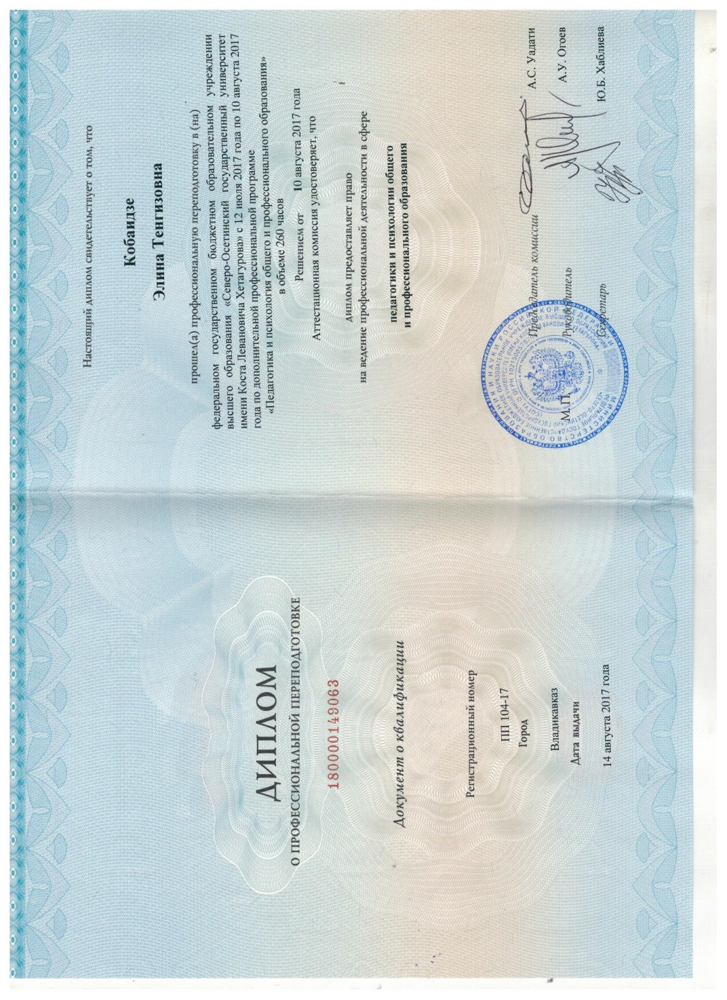 ДИПЛОМ
О ПРОФЕССИОНАЛЬНОЙ ПЕРЕПОДГОТОВКЕ
180000149063
Документ о квалификации
Регистрационный номер
ПП 104-17
Город
Владикавказ
Дата выдачи
14 августа 2017 года
Настоящий диплом свидетельствует о том, что
Кобаидзе
Элина Тенгизовна
прошел(а) профессиональную переподготовку в (на)
федеральном государственном бюджетном образовательном учреждении
высшего образования «Северо-Осетинский государственный университет
имени Коста Левановича Хетагурова» с 12 июля 2017 года по 10 августа 2017
года по дополнительной профессиональной программе
«Педагогика и психология общего и профессионального образования»
в объеме 260 часов
Решением от 10 августа 2017 года
Аттестационная комиссия удостоверяет, что
диплом предоставляет право
на ведение профессиональной деятельности в сфере
педагогики и психологии общего
и профессионального образования
Председатель комиссии А.С. Уадати
М.П. Руководитель А.У. Огоев
Секретарь Ю.Б. Хаблиева
МИНИСТЕРСТВО ОБРАЗОВАНИЯ И НАУКИ РОССИЙСКОЙ ФЕДЕРАЦИИ